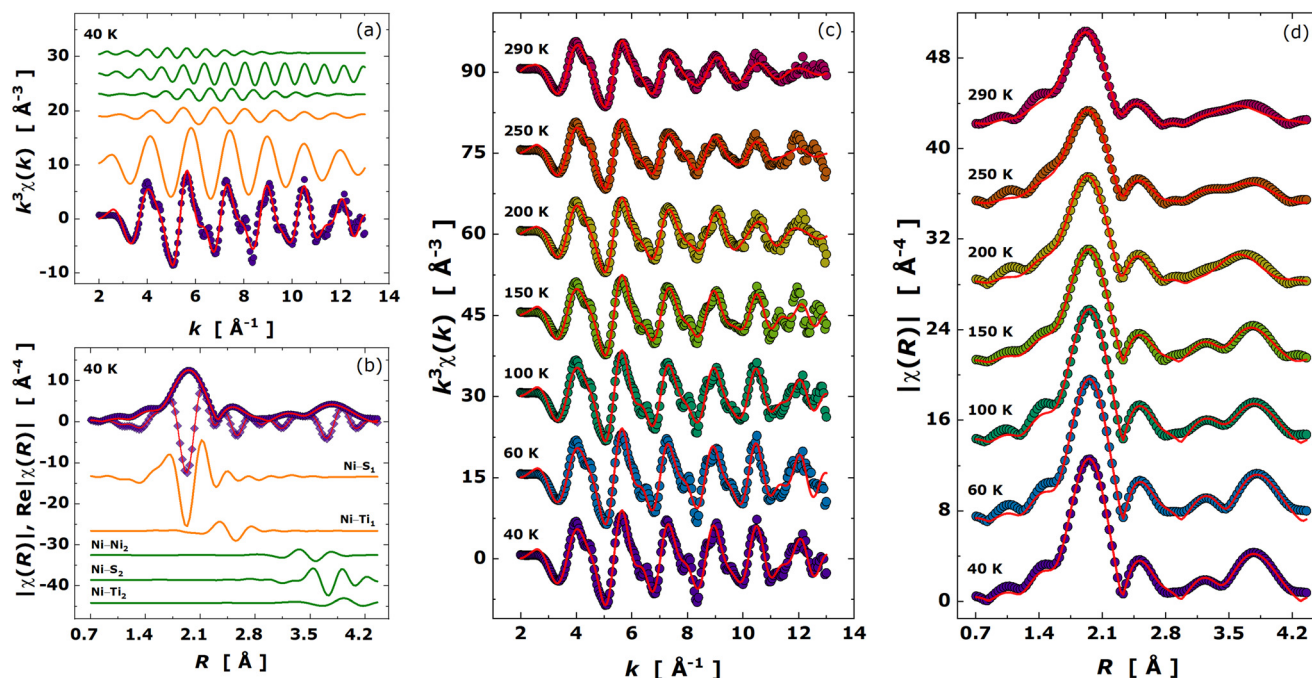 (a)
40 K
30
20
10
0
-10
2 4 6 8 10 12 14
k³χ(k) [ Å⁻³ ]
k [ Å⁻¹ ]
(b)
40 K
10
0
-10
-20
-30
-40
Ni–S₁
Ni–Ti₁
Ni–Ni₂
Ni–S₂
Ni–Ti₂
0.7 1.4 2.1 2.8 3.5 4.2
|χ(R)|, Re|χ(R)| [ Å⁻⁴ ]
R [ Å ]
(c)
290 K
90
250 K
75
200 K
60
150 K
45
100 K
30
60 K
15
40 K
0
2 4 6 8 10 12 14
k³χ(k) [ Å⁻³ ]
k [ Å⁻¹ ]
(d)
48
290 K
40
250 K
32
200 K
150 K
24
100 K
16
60 K
8
40 K
0
0.7 1.4 2.1 2.8 3.5 4.2
|χ(R)| [ Å⁻⁴ ]
R [ Å ]